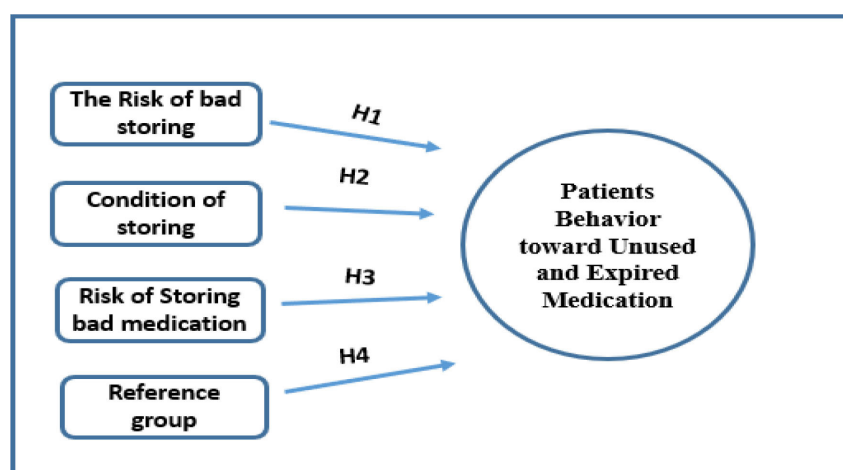 The Risk of bad
storing
H1
Condition of
storing
H2
Risk of Storing
bad medication
H3
Reference
group
H4
Patients
Behavior
toward Unused
and Expired
Medication